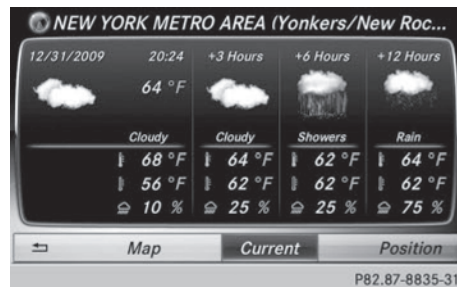 NEW YORK METRO AREA (Yonkers/New Roc...
12/31/2009 20:24 +3 Hours +6 Hours +12 Hours
64 °F
Cloudy Cloudy Showers Rain
68 °F 64 °F 62 °F 64 °F
56 °F 62 °F 62 °F 62 °F
10 % 25 % 25 % 75 %
Map Current Position
P82.87-8835-31